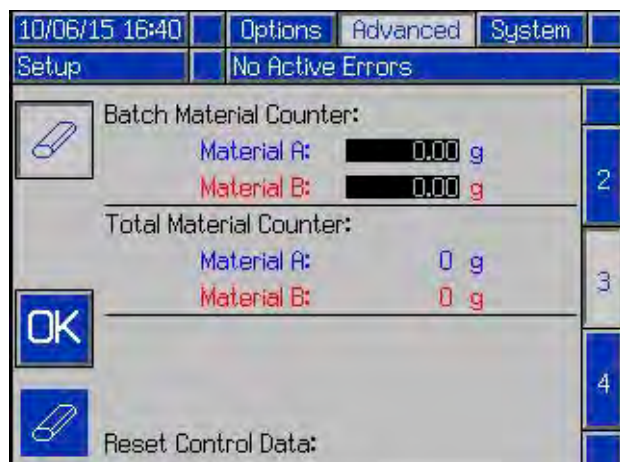 10/06/15 16:40 Options Advanced System
Setup No Active Errors
Batch Material Counter:
Material A: 0.00 g
Material B: 0.00 g
2
Total Material Counter:
Material A: 0 g
Material B: 0 g
3
OK
4
Reset Control Data: